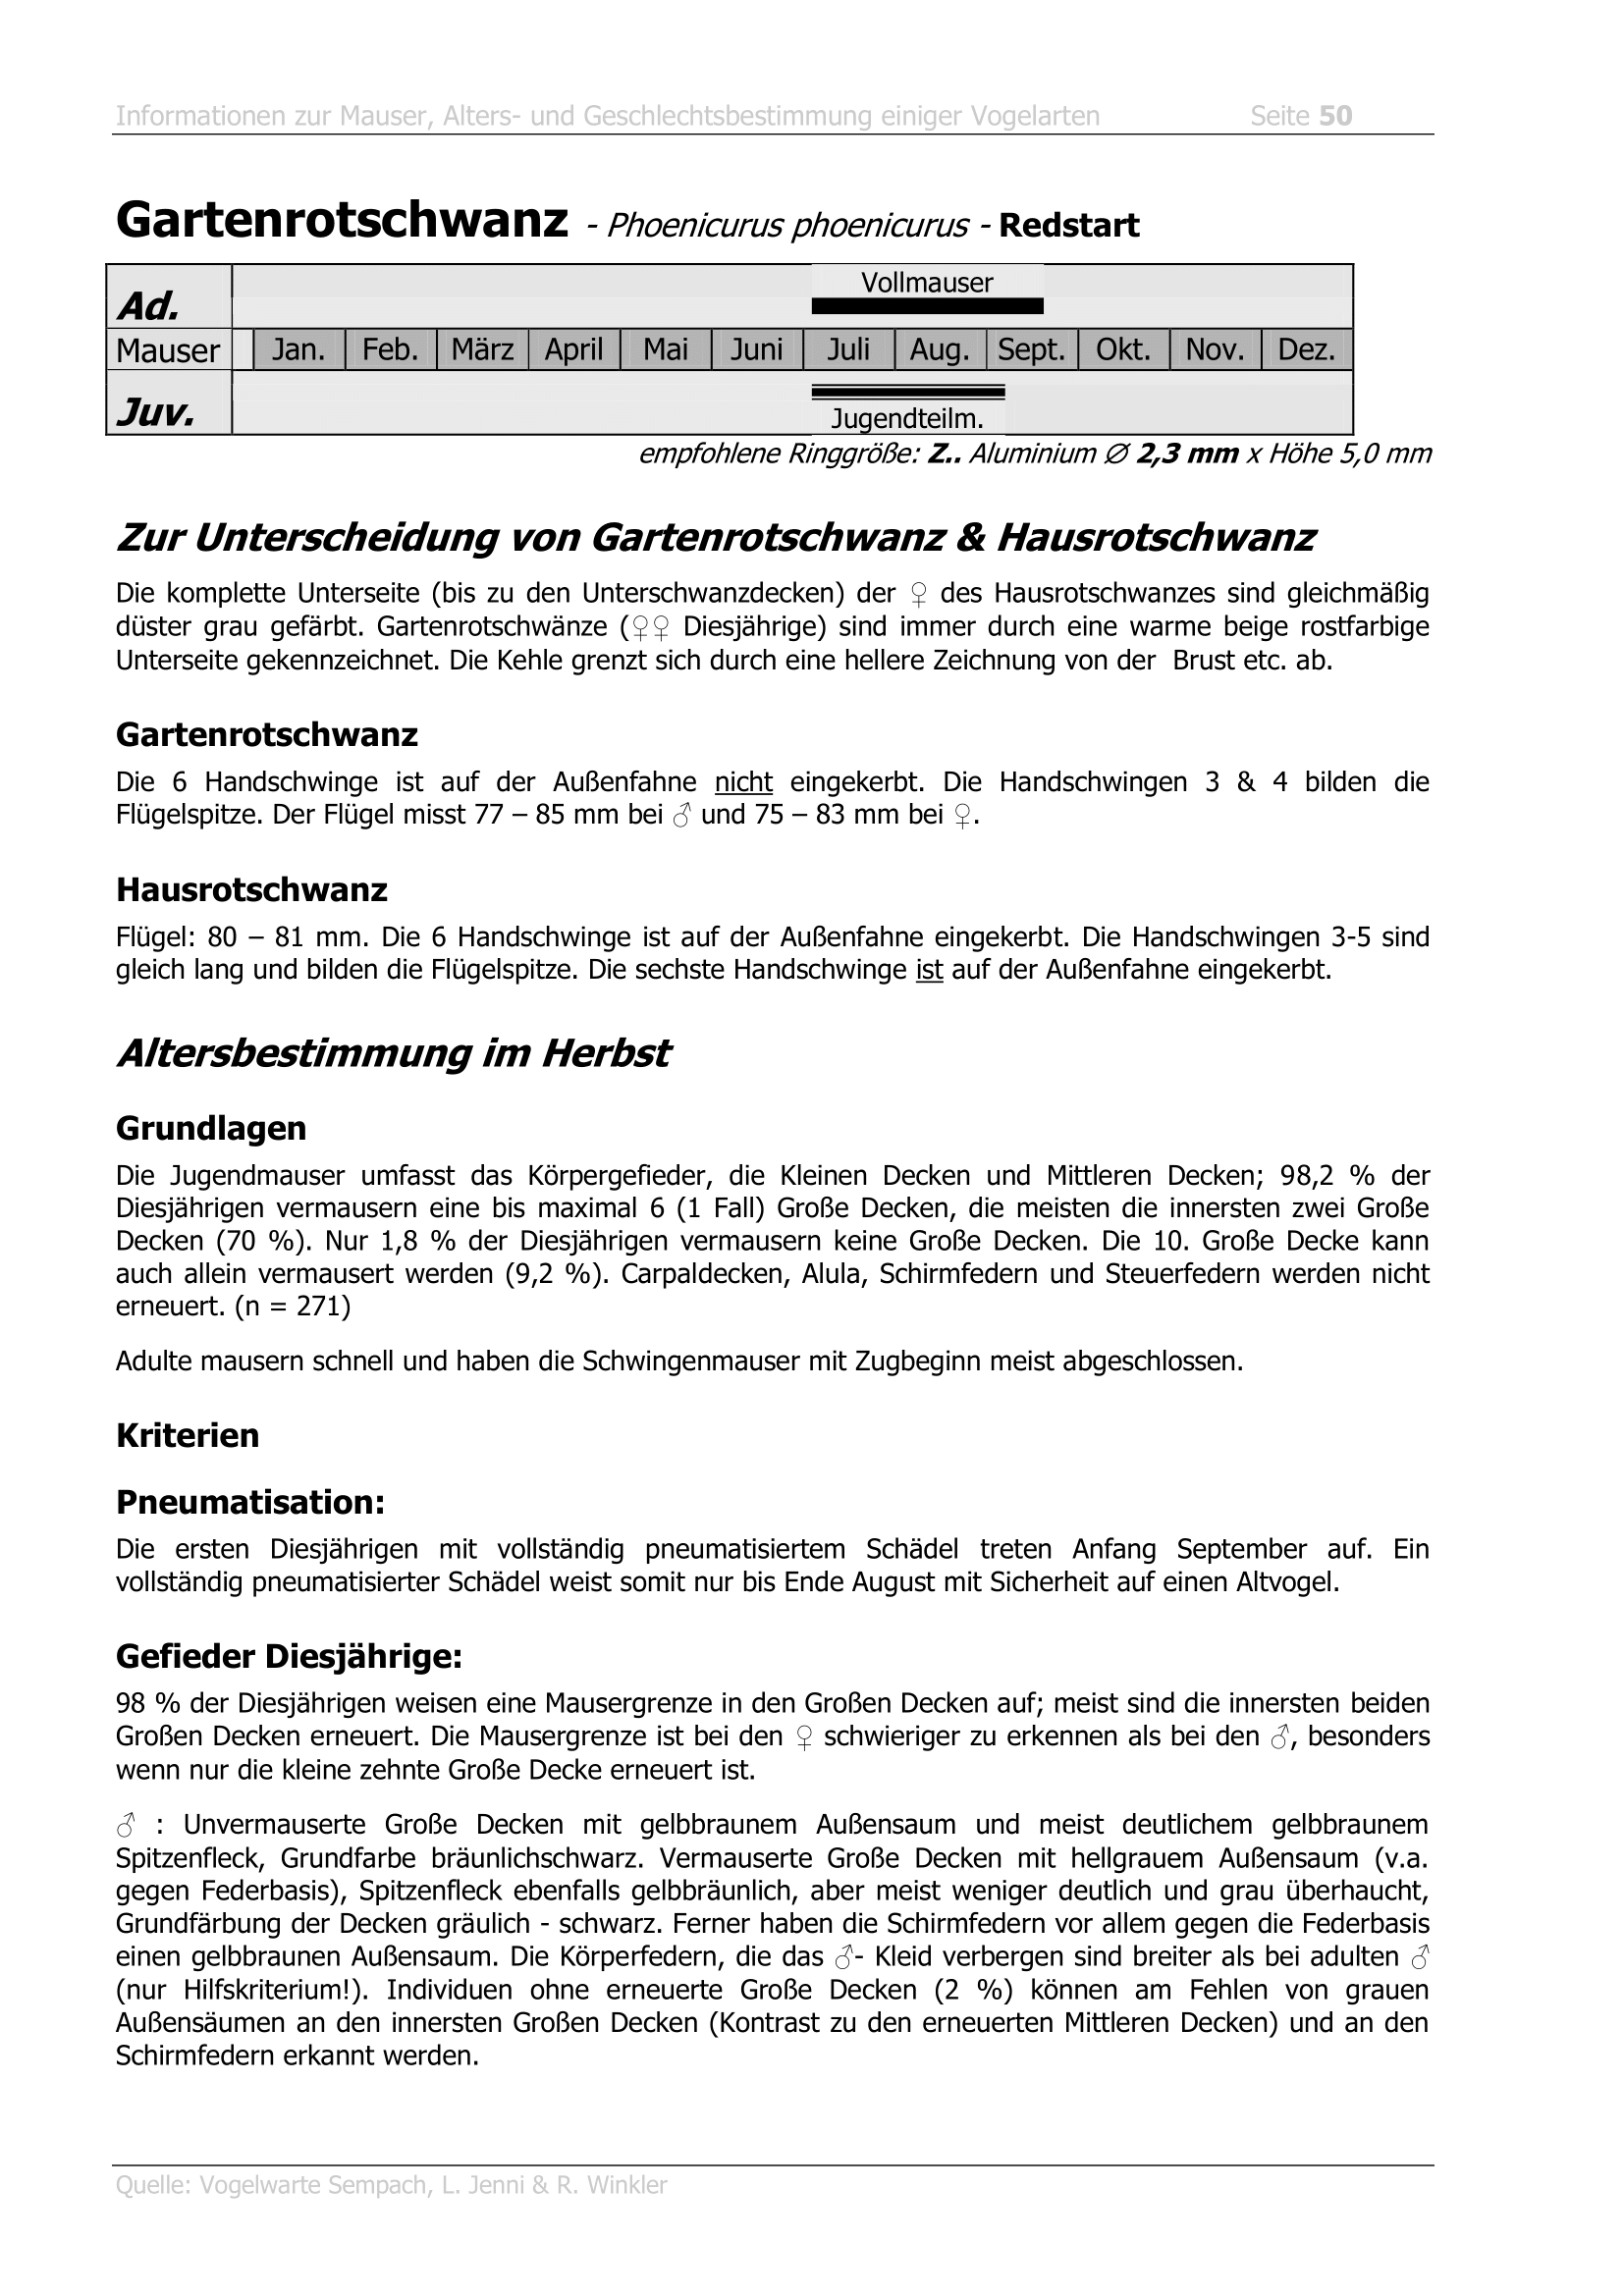 Informationen zur Mauser, Alters- und Geschlechtsbestimmung einiger Vogelarten Seite 50
Gartenrotschwanz - Phoenicurus phoenicurus - Redstart
Vollmauser
Ad.
Mauser Jan. Feb. März April Mai Juni Juli Aug. Sept. Okt. Nov. Dez.
Juv.
Jugendteilm.
empfohlene Ringgröße: Z.. Aluminium ∅ 2,3 mm x Höhe 5,0 mm
Zur Unterscheidung von Gartenrotschwanz & Hausrotschwanz
Die komplette Unterseite (bis zu den Unterschwanzdecken) der ♀ des Hausrotschwanzes sind gleichmäßig
düster grau gefärbt. Gartenrotschwänze (♀♀ Diesjährige) sind immer durch eine warme beige rostfarbige
Unterseite gekennzeichnet. Die Kehle grenzt sich durch eine hellere Zeichnung von der Brust etc. ab.
Gartenrotschwanz
Die 6 Handschwinge ist auf der Außenfahne nicht eingekerbt. Die Handschwingen 3 & 4 bilden die
Flügelspitze. Der Flügel misst 77 – 85 mm bei ♂ und 75 – 83 mm bei ♀.
Hausrotschwanz
Flügel: 80 – 81 mm. Die 6 Handschwinge ist auf der Außenfahne eingekerbt. Die Handschwingen 3-5 sind
gleich lang und bilden die Flügelspitze. Die sechste Handschwinge ist auf der Außenfahne eingekerbt.
Altersbestimmung im Herbst
Grundlagen
Die Jugendmauser umfasst das Körpergefieder, die Kleinen Decken und Mittleren Decken; 98,2 % der
Diesjährigen vermausern eine bis maximal 6 (1 Fall) Große Decken, die meisten die innersten zwei Große
Decken (70 %). Nur 1,8 % der Diesjährigen vermausern keine Große Decken. Die 10. Große Decke kann
auch allein vermausert werden (9,2 %). Carpaldecken, Alula, Schirmfedern und Steuerfedern werden nicht
erneuert. (n = 271)
Adulte mausern schnell und haben die Schwingenmauser mit Zugbeginn meist abgeschlossen.
Kriterien
Pneumatisation:
Die ersten Diesjährigen mit vollständig pneumatisiertem Schädel treten Anfang September auf. Ein
vollständig pneumatisierter Schädel weist somit nur bis Ende August mit Sicherheit auf einen Altvogel.
Gefieder Diesjährige:
98 % der Diesjährigen weisen eine Mausergrenze in den Großen Decken auf; meist sind die innersten beiden
Großen Decken erneuert. Die Mausergrenze ist bei den ♀ schwieriger zu erkennen als bei den ♂, besonders
wenn nur die kleine zehnte Große Decke erneuert ist.
♂ : Unvermauserte Große Decken mit gelbbraunem Außensaum und meist deutlichem gelbbraunem
Spitzenfleck, Grundfarbe bräunlichschwarz. Vermauserte Große Decken mit hellgrauem Außensaum (v.a.
gegen Federbasis), Spitzenfleck ebenfalls gelbbräunlich, aber meist weniger deutlich und grau überhaucht,
Grundfärbung der Decken gräulich - schwarz. Ferner haben die Schirmfedern vor allem gegen die Federbasis
einen gelbbraunen Außensaum. Die Körperfedern, die das ♂- Kleid verbergen sind breiter als bei adulten ♂
(nur Hilfskriterium!). Individuen ohne erneuerte Große Decken (2 %) können am Fehlen von grauen
Außensäumen an den innersten Großen Decken (Kontrast zu den erneuerten Mittleren Decken) und an den
Schirmfedern erkannt werden.
Quelle: Vogelwarte Sempach, L. Jenni & R. Winkler